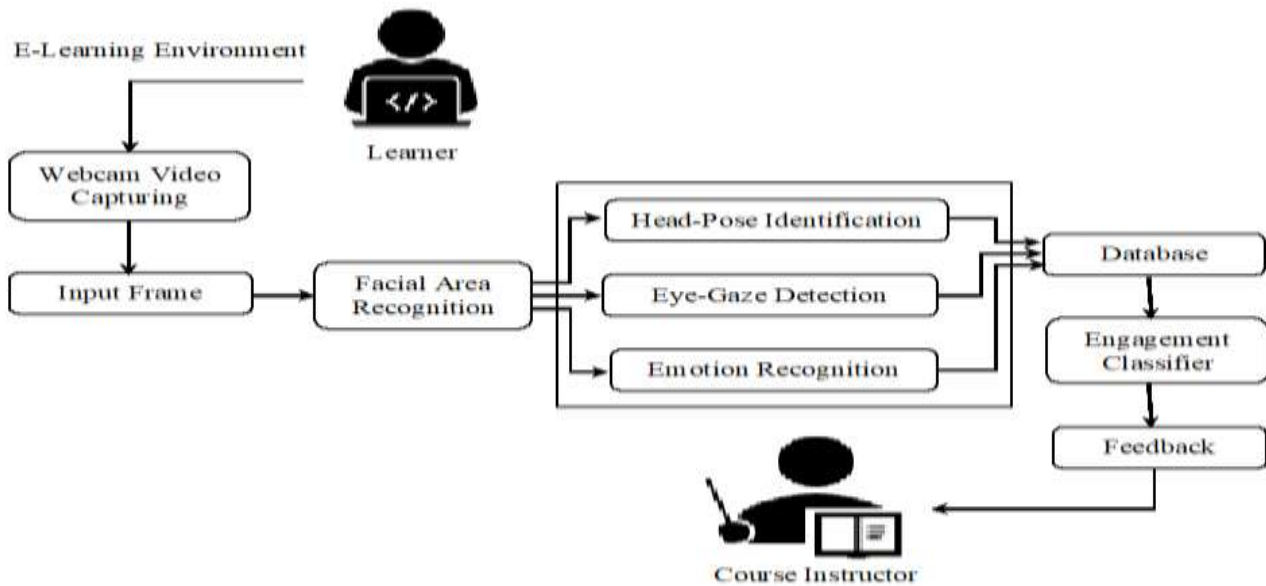 E-Learning Environment
</>
Learner
Webcam Video
Capturing
Input Frame
Facial Area
Recognition
Head-Pose Identification
Eye-Gaze Detection
Emotion Recognition
Database
Engagement
Classifier
Feedback
Course Instructor